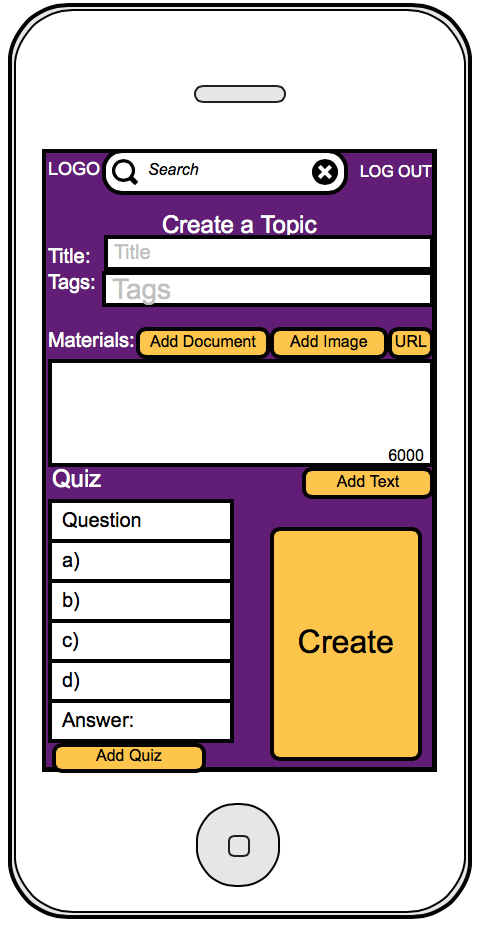 LOGO Search LOG OUT
Create a Topic
Title: Title
Tags: Tags
Materials: Add Document Add Image URL
6000
Quiz Add Text
Question
a)
b)
c)
d)
Answer:
Create
Add Quiz